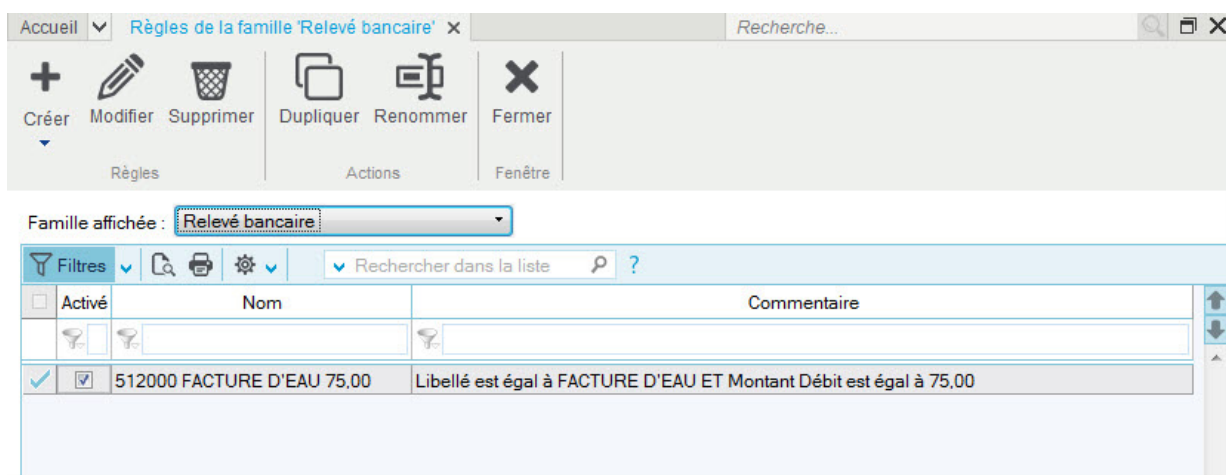 Accueil Règles de la famille 'Relevé bancaire' Recherche...
Créer Modifier Supprimer Dupliquer Renommer Fermer
Règles Actions Fenêtre
Famille affichée : Relevé bancaire
Filtres Rechercher dans la liste ?
Activé Nom Commentaire
512000 FACTURE D'EAU 75,00 Libellé est égal à FACTURE D'EAU ET Montant Débit est égal à 75,00